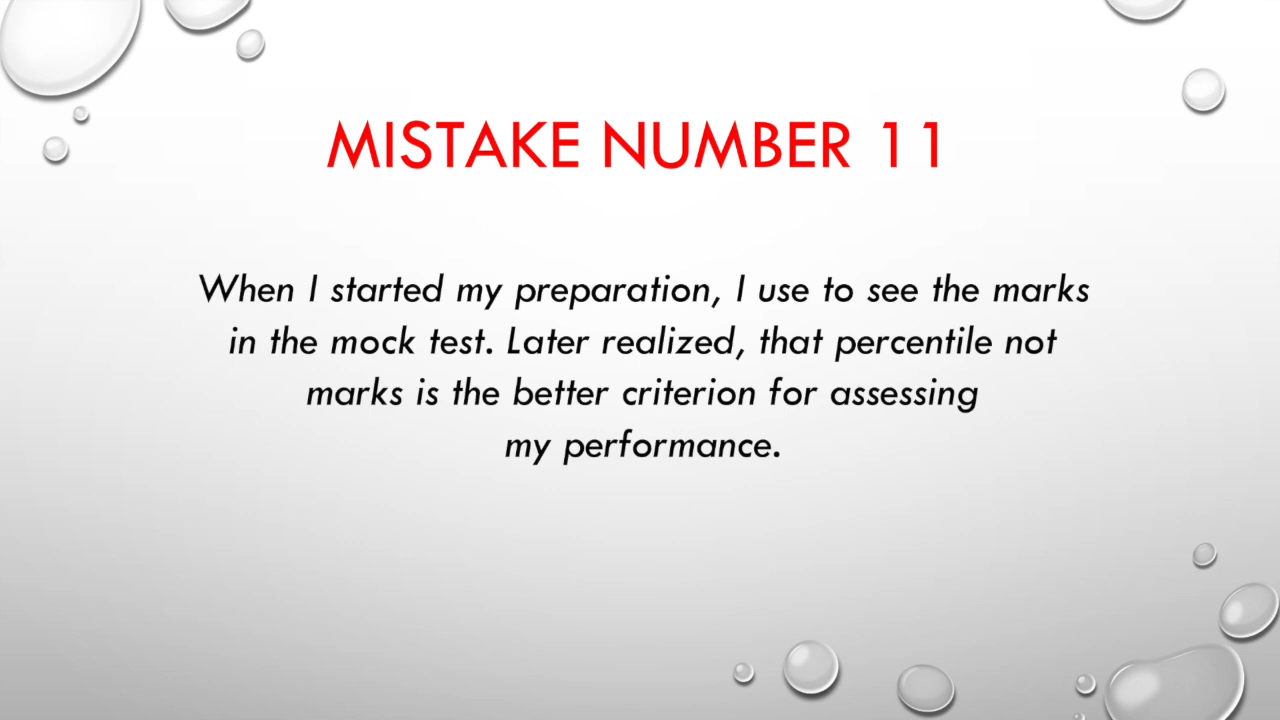 MISTAKE NUMBER 11
When I started my preparation, I use to see the marks
in the mock test. Later realized, that percentile not
marks is the better criterion for assessing
my performance.